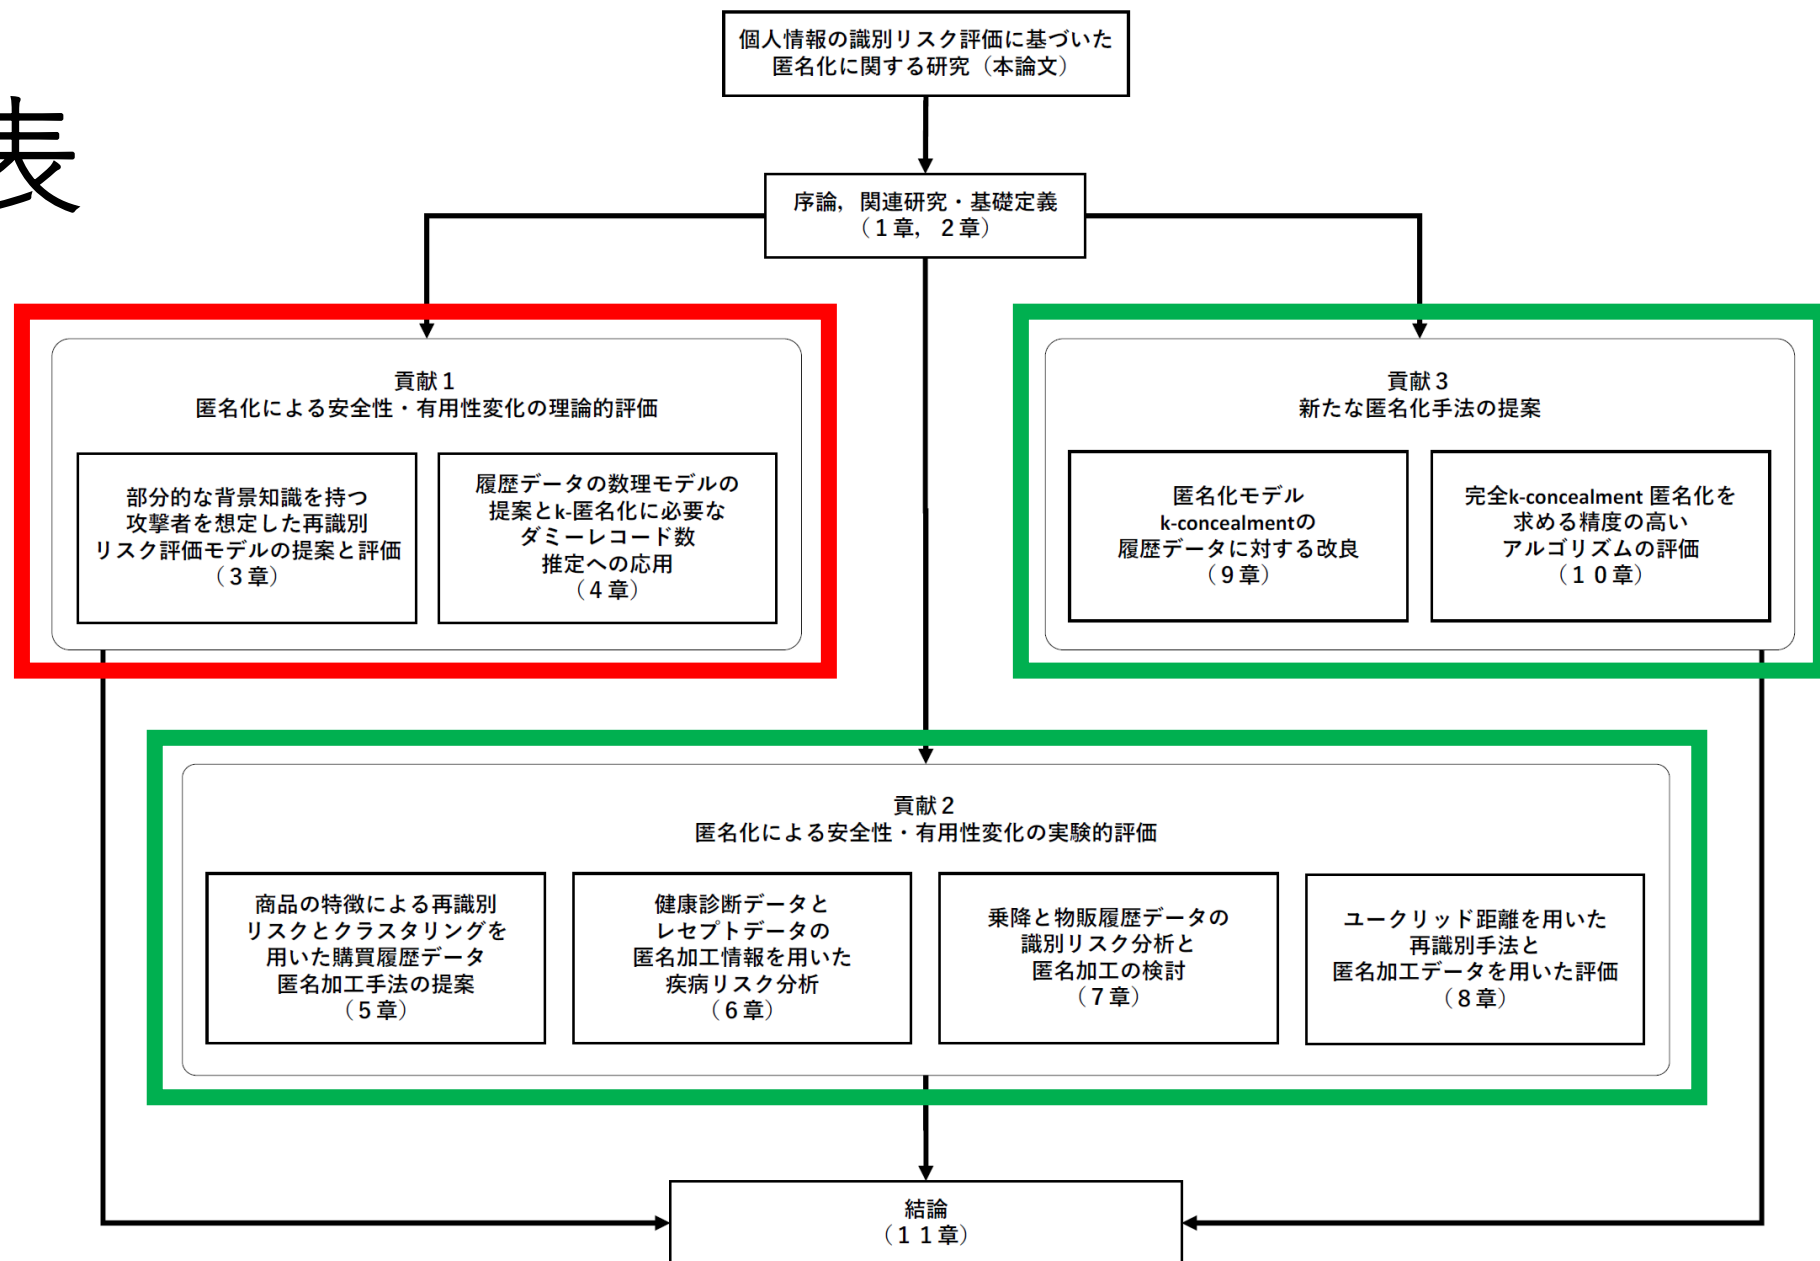 個人情報の識別リスク評価に基づいた
匿名化に関する研究（本論文）
表
序論，関連研究・基礎定義
（１章，２章）
貢献１
匿名化による安全性・有用性変化の理論的評価
部分的な背景知識を持つ
攻撃者を想定した再識別
リスク評価モデルの提案と評価
（３章）
履歴データの数理モデルの
提案とk-匿名化に必要な
ダミーレコード数
推定への応用
（４章）
貢献３
新たな匿名化手法の提案
匿名化モデル
k-concealmentの
履歴データに対する改良
（９章）
完全k-concealment 匿名化を
求める精度の高い
アルゴリズムの評価
（１０章）
貢献２
匿名化による安全性・有用性変化の実験的評価
商品の特徴による再識別
リスクとクラスタリングを
用いた購買履歴データ
匿名加工手法の提案
（５章）
健康診断データと
レセプトデータの
匿名加工情報を用いた
疾病リスク分析
（６章）
乗降と物販履歴データの
識別リスク分析と
匿名加工の検討
（７章）
ユークリッド距離を用いた
再識別手法と
匿名加工データを用いた評価
（８章）
結論
（１１章）